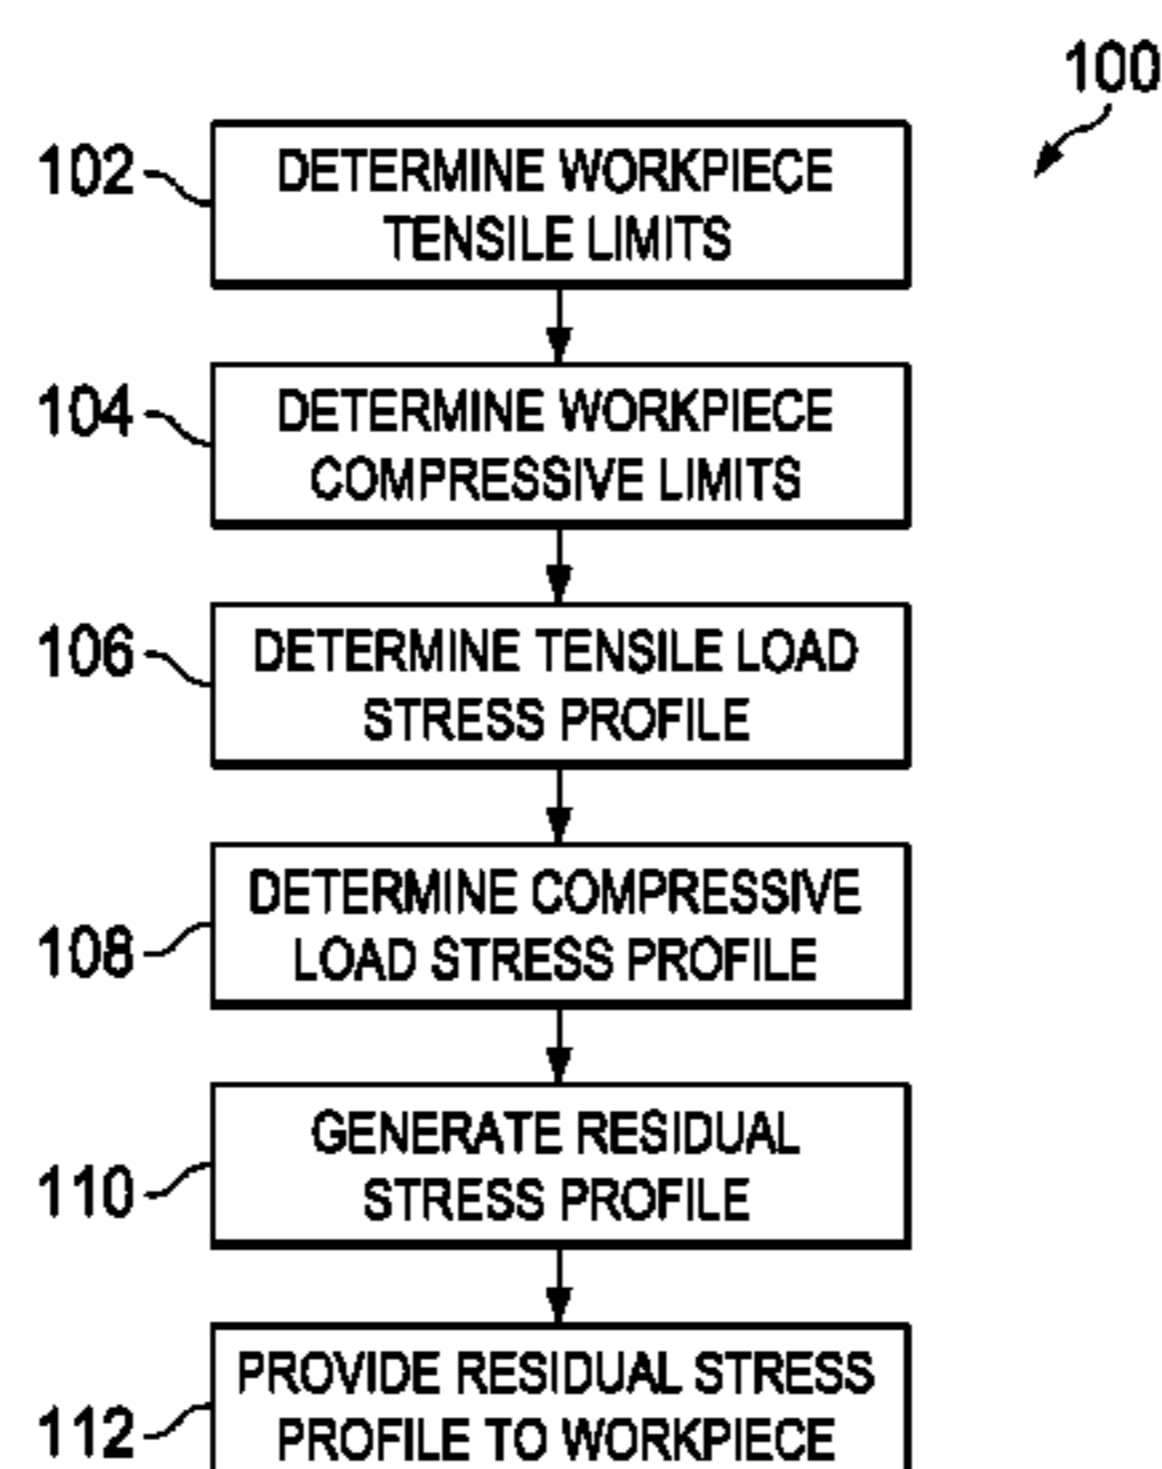 100
102
DETERMINE WORKPIECE
TENSILE LIMITS
104
DETERMINE WORKPIECE
COMPRESSIVE LIMITS
106
DETERMINE TENSILE LOAD
STRESS PROFILE
108
DETERMINE COMPRESSIVE
LOAD STRESS PROFILE
110
GENERATE RESIDUAL
STRESS PROFILE
112
PROVIDE RESIDUAL STRESS
PROFILE TO WORKPIECE